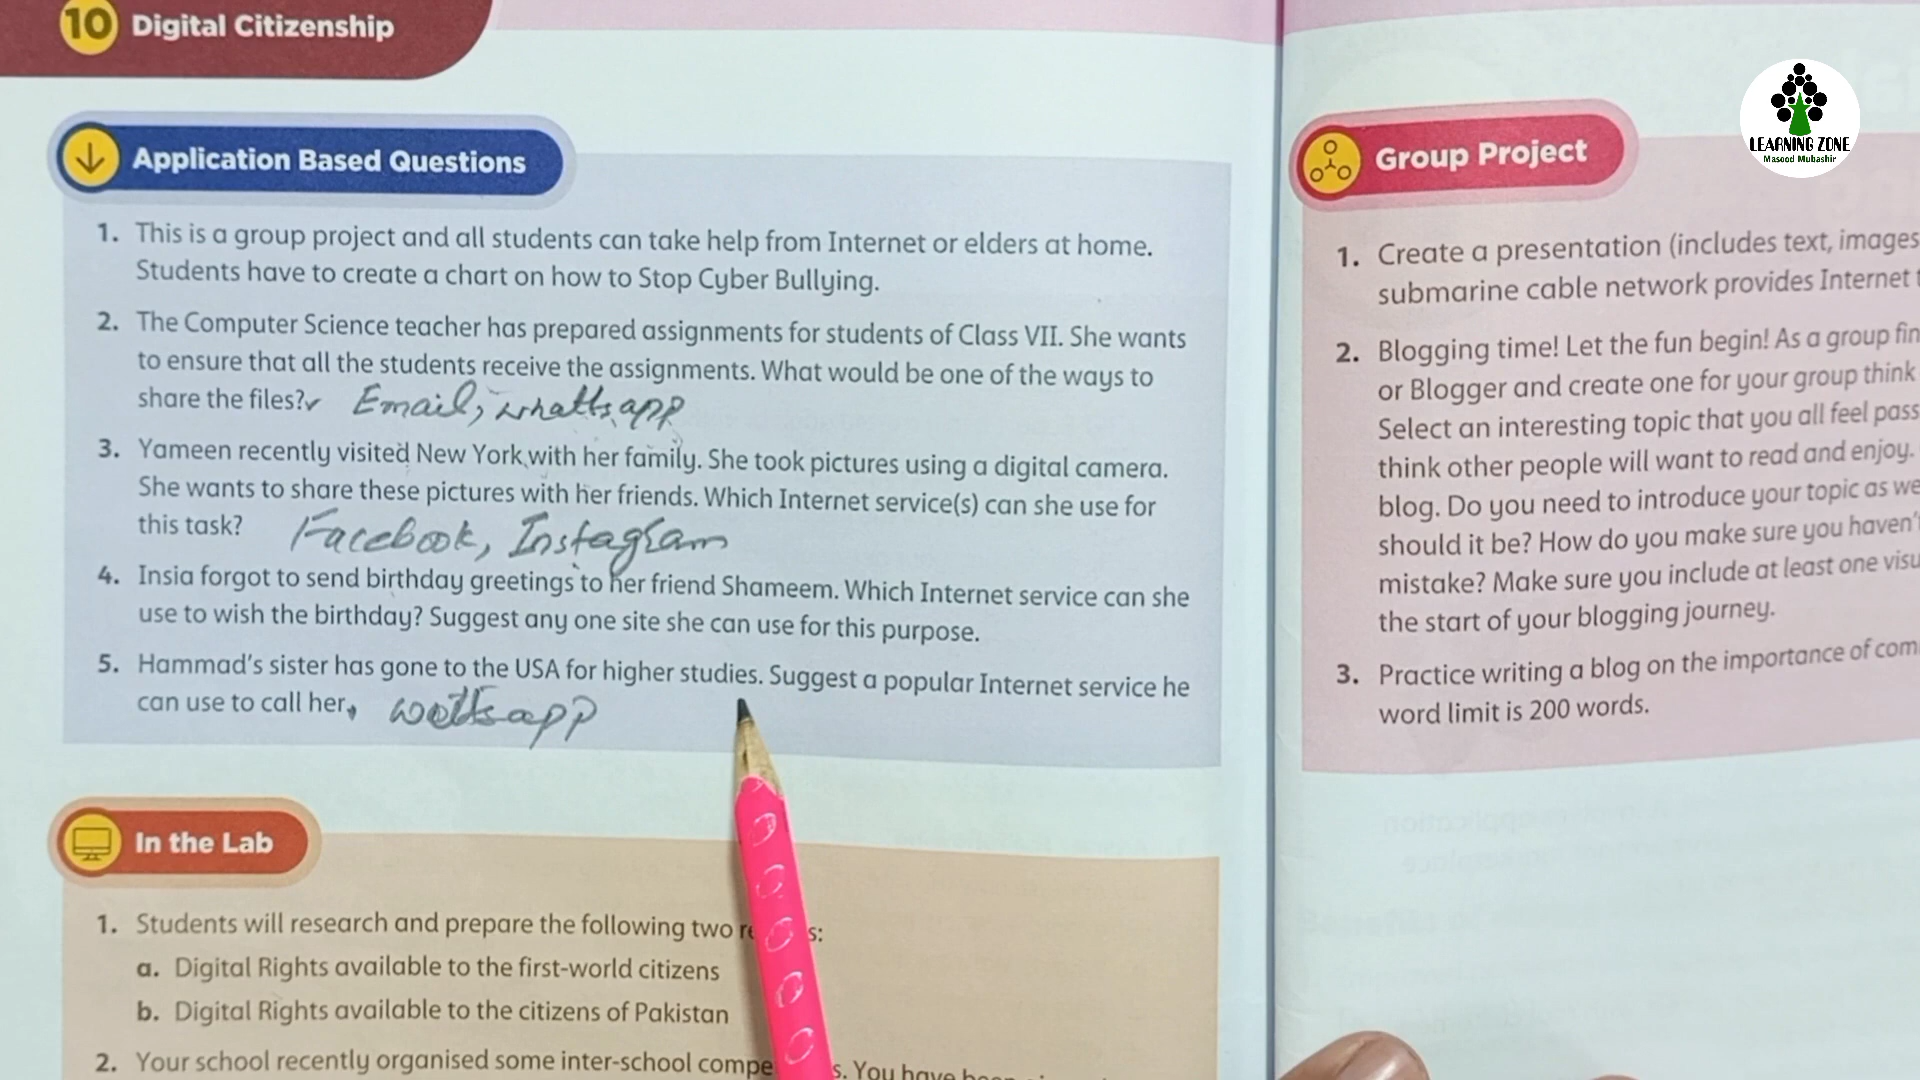 10 Digital Citizenship
Application Based Questions
1. This is a group project and all students can take help from Internet or elders at home.
Students have to create a chart on how to Stop Cyber Bullying.
2. The Computer Science teacher has prepared assignments for students of Class VII. She wants
to ensure that all the students receive the assignments. What would be one of the ways to
share the files? Email, whattsapp
3. Yameen recently visited New York with her family. She took pictures using a digital camera.
She wants to share these pictures with her friends. Which Internet service(s) can she use for
this task? Facebook, Instagram
4. Insia forgot to send birthday greetings to her friend Shameem. Which Internet service can she
use to wish the birthday? Suggest any one site she can use for this purpose.
5. Hammad's sister has gone to the USA for higher studies. Suggest a popular Internet service he
can use to call her, wottsapp
In the Lab
1. Students will research and prepare the following two
a. Digital Rights available to the first-world citizens
b. Digital Rights available to the citizens of Pakistan
2. Your school recently organised some inter-school You have
LEARNING ZONE
Masood Mubashir
Group Project
1. Create a presentation (includes text, images
submarine cable network provides Internet
2. Blogging time! Let the fun begin! As a group
or Blogger and create one for your group think
Select an interesting topic that you all feel
think other people will want to read and enjoy.
blog. Do you need to introduce your topic as
should it be? How do you make sure you haven't
mistake? Make sure you include at least one
the start of your blogging journey.
3. Practice writing a blog on the importance of
word limit is 200 words.